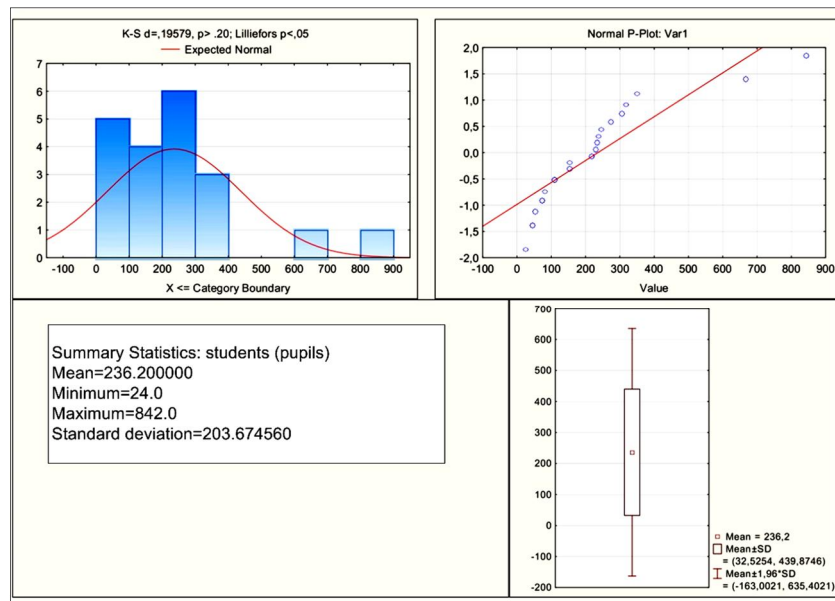 K-S d=,19579, p> .20; Lilliefors p<,05
Expected Normal
7
6
5
4
3
2
1
0
-100 0 100 200 300 400 500 600 700 800 900
X <= Category Boundary
Normal P-Plot: Var1
2,0
1,5
1,0
0,5
0,0
-0,5
-1,0
-1,5
-2,0
-100 0 100 200 300 400 500 600 700 800 900
Value
Summary Statistics: students (pupils)
Mean=236.200000
Minimum=24.0
Maximum=842.0
Standard deviation=203.674560
700
600
500
400
300
200
100
0
-100
-200
Mean = 236,2
Mean±SD
= (32,5254, 439,8746)
Mean±1,96*SD
= (-163,0021, 635,4021)